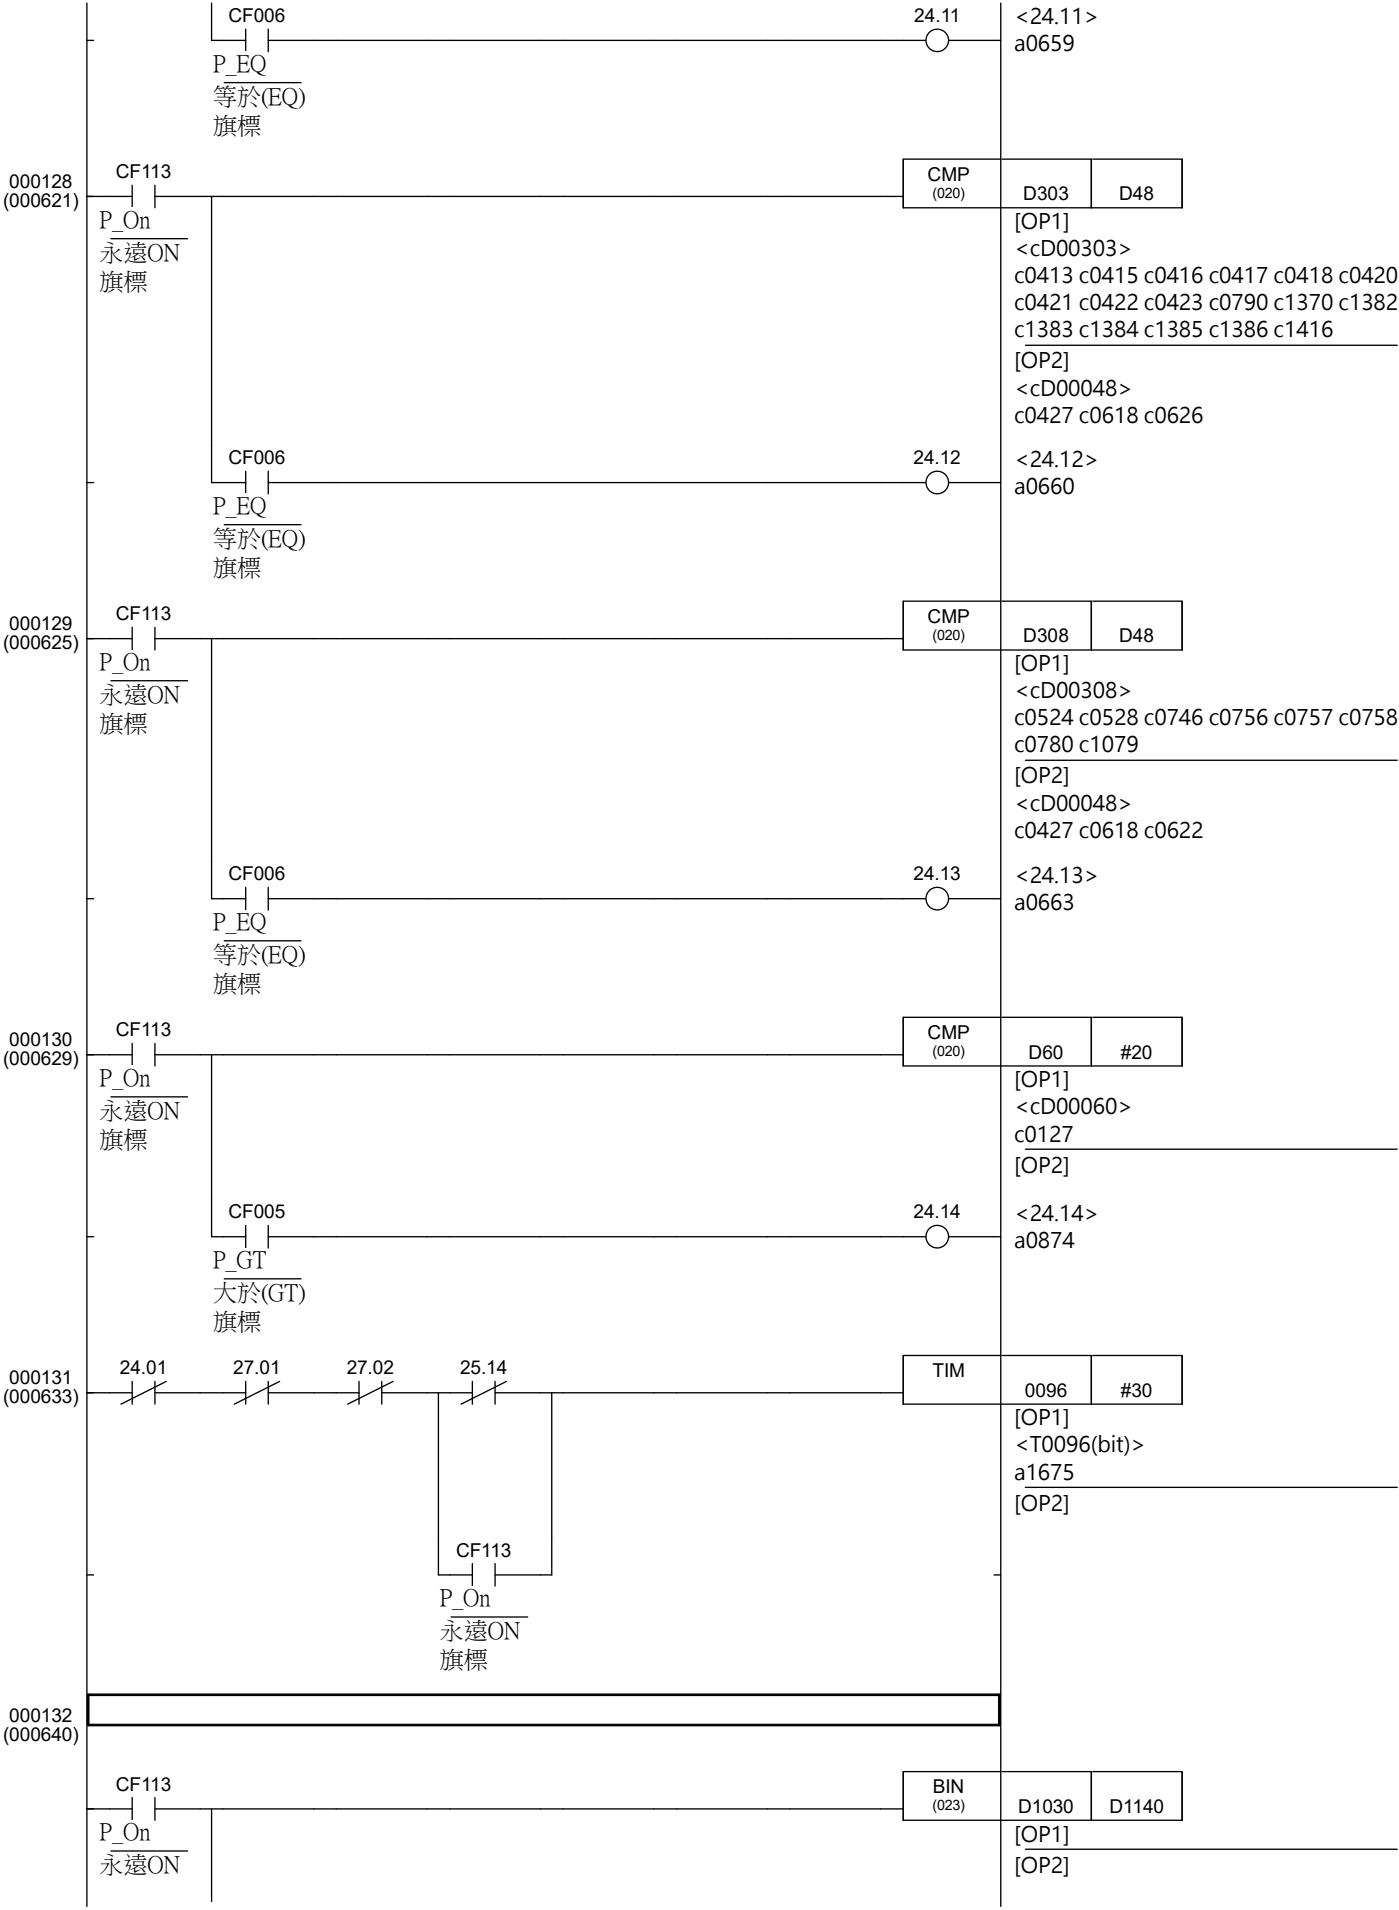 CF006 24.11 <24.11>
a0659
P_EQ
等於(EQ)
旗標
000128 CF113 CMP
(000621) (020) D303 D48
P_On [OP1]
永遠ON <cD00303>
旗標 c0413 c0415 c0416 c0417 c0418 c0420
c0421 c0422 c0423 c0790 c1370 c1382
c1383 c1384 c1385 c1386 c1416
[OP2]
<cD00048>
c0427 c0618 c0626
CF006 24.12 <24.12>
a0660
P_EQ
等於(EQ)
旗標
000129 CF113 CMP
(000625) (020) D308 D48
P_On [OP1]
永遠ON <cD00308>
旗標 c0524 c0528 c0746 c0756 c0757 c0758
c0780 c1079
[OP2]
<cD00048>
c0427 c0618 c0622
CF006 24.13 <24.13>
a0663
P_EQ
等於(EQ)
旗標
000130 CF113 CMP
(000629) (020) D60 #20
P_On [OP1]
永遠ON <cD00060>
旗標 c0127
[OP2]
CF005 24.14 <24.14>
a0874
P_GT
大於(GT)
旗標
000131 24.01 27.01 27.02 25.14 TIM
(000633) 0096 #30
[OP1]
<T0096(bit)>
a1675
[OP2]
CF113
P_On
永遠ON
旗標
000132
(000640)
CF113 BIN
(023) D1030 D1140
P_On [OP1]
永遠ON [OP2]